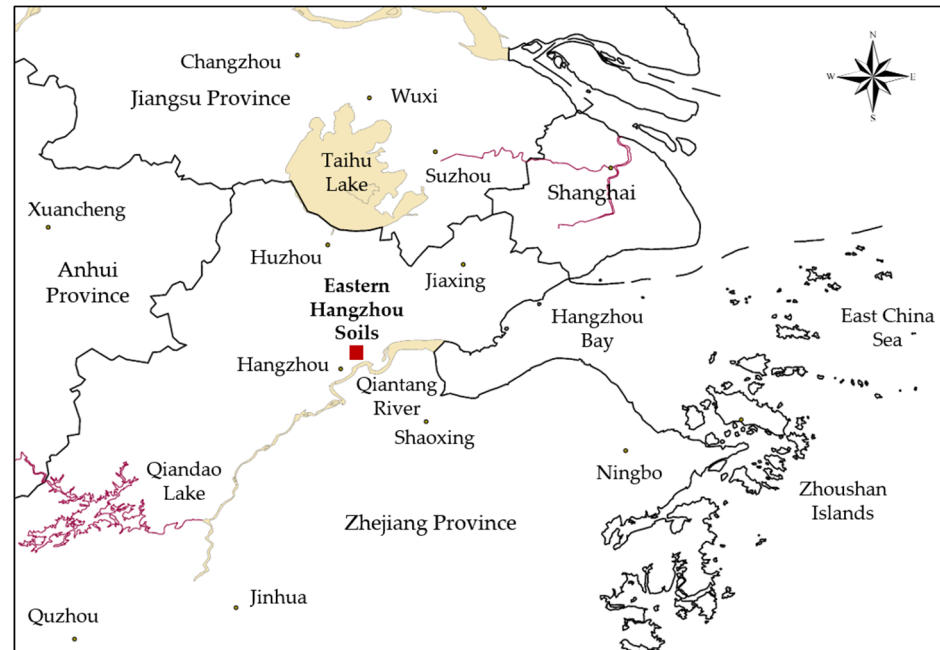 Changzhou
Jiangsu Province
Wuxi
N
W
E
S
Taihu
Lake
Suzhou
Shanghai
Xuancheng
Huzhou
Anhui
Province
Jiaxing
Eastern
Hangzhou
Soils
Hangzhou
Bay
East China
Sea
Hangzhou
Qiantang
River
Shaoxing
Qiandao
Lake
Ningbo
Zhoushan
Islands
Zhejiang Province
Jinhua
Quzhou